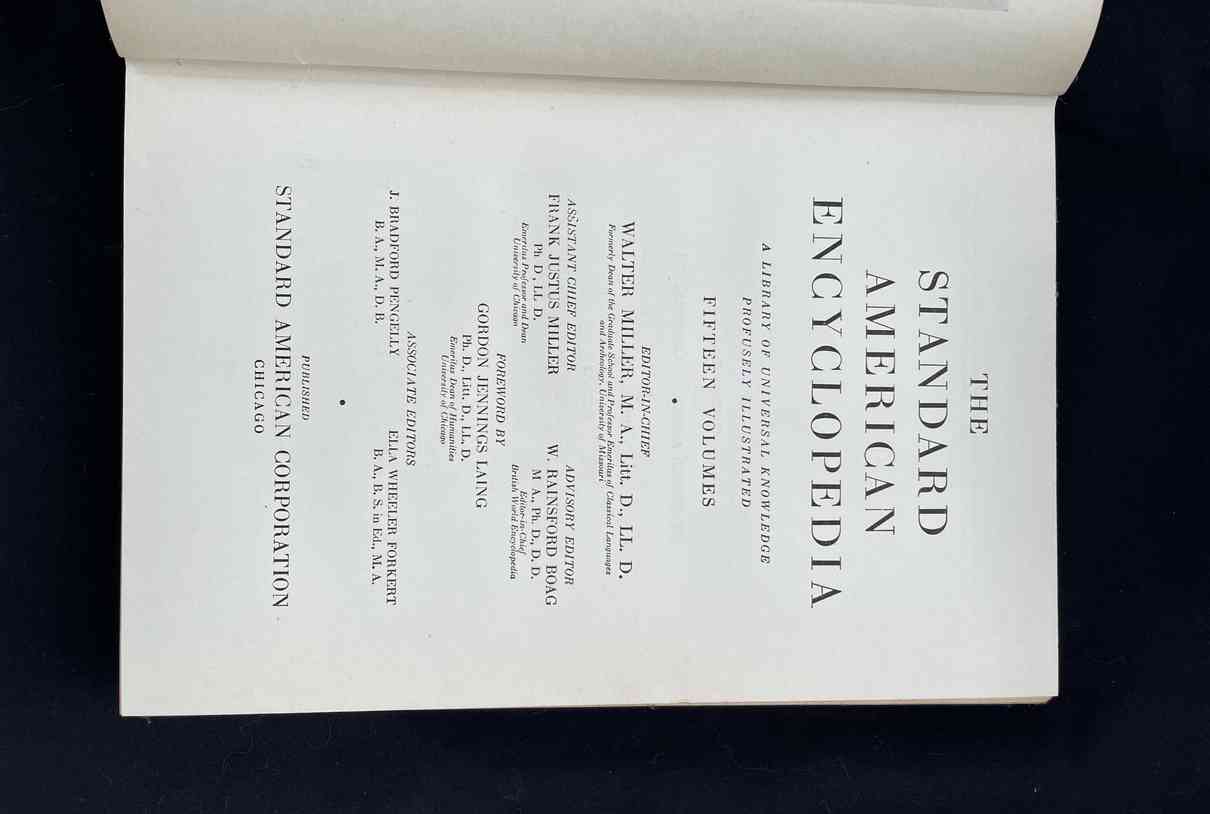 THE
STANDARD
AMERICAN
ENCYCLOPEDIA
A LIBRARY OF UNIVERSAL KNOWLEDGE
PROFUSELY ILLUSTRATED
FIFTEEN VOLUMES
EDITOR-IN-CHIEF
WALTER MILLER, M. A., Litt. D., LL. D.
Formerly Dean of the Graduate School and Professor Emeritus of Classical Languages
and Archeology, University of Missouri
ASSISTANT CHIEF EDITOR
FRANK JUSTUS MILLER
Ph. D., LL. D.
Emeritus Professor and Dean
University of Chicago
ADVISORY EDITOR
W. RAINSFORD BOAG
M A., Ph. D., D. D.
Editor-in-Chief
British World Encyclopedia
FOREWORD BY
GORDON JENNINGS LAING
Ph. D., Litt. D., LL. D.
Emeritus Dean of Humanities
University of Chicago
ASSOCIATE EDITORS
J. BRADFORD PENGELLY
B. A., M. A., D. B.
ELLA WHEELER FORKERT
B. A., B. S. in Ed., M. A.
PUBLISHED
STANDARD AMERICAN CORPORATION
CHICAGO